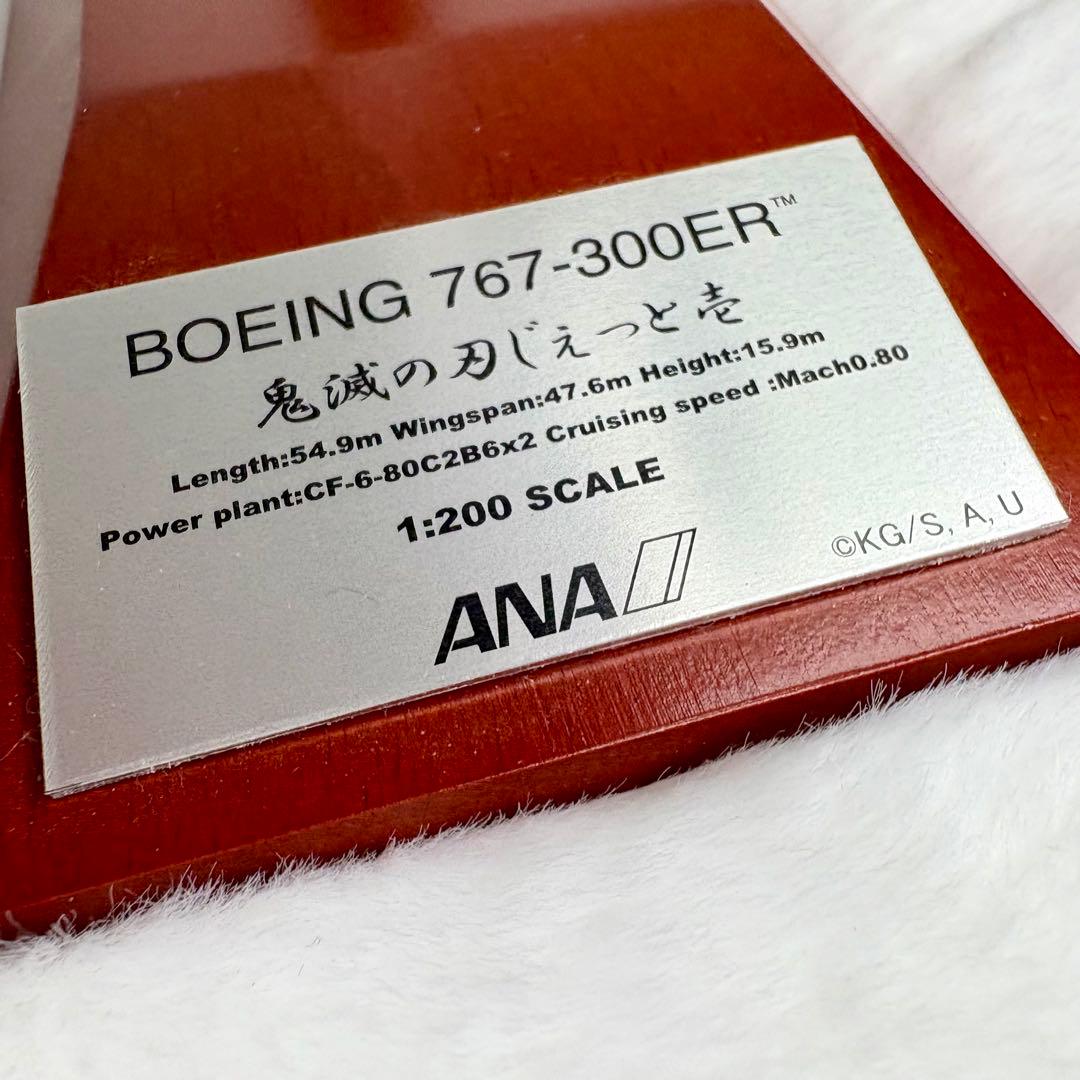 BOEING 767-300ER™
鬼滅の刃じぇっと壱
Length:54.9m Wingspan:47.6m Height:15.9m
Power plant:CF-6-80C2B6x2 Cruising speed :Mach0.80
1:200 SCALE
ANA
©KG/S, A, U